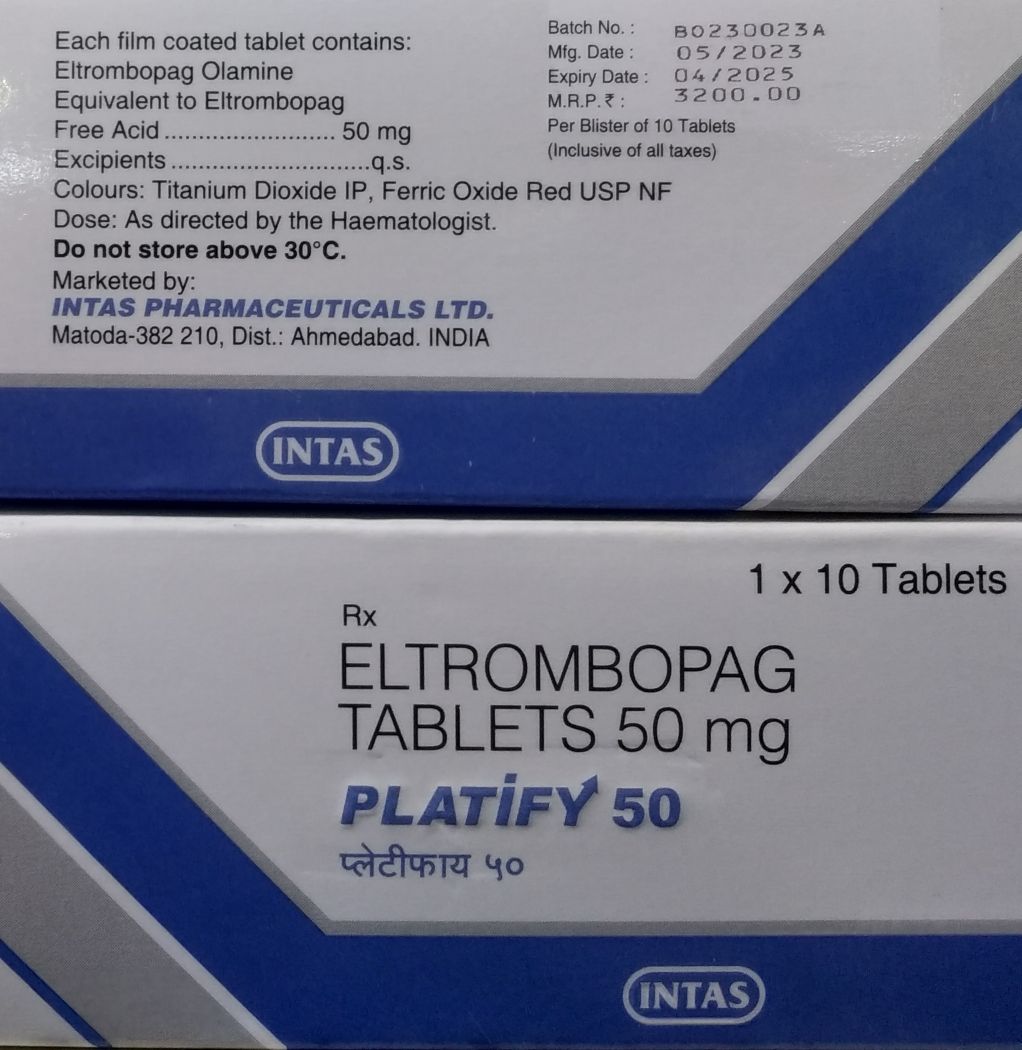 Each film coated tablet contains:
Eltrombopag Olamine
Equivalent to Eltrombopag
Free Acid ........................ 50 mg
Excipients ............................q.s.
Colours: Titanium Dioxide IP, Ferric Oxide Red USP NF
Dose: As directed by the Haematologist.
Do not store above 30°C.
Marketed by:
INTAS PHARMACEUTICALS LTD.
Matoda-382 210, Dist.: Ahmedabad. INDIA
Batch No. : B0230023A
Mfg. Date : 05/2023
Expiry Date : 04/2025
M.R.P.₹ : 3200.00
Per Blister of 10 Tablets
(Inclusive of all taxes)
INTAS
1 x 10 Tablets
Rx
ELTROMBOPAG
TABLETS 50 mg
PLATIFY 50
प्लेटीफाय ५०
INTAS